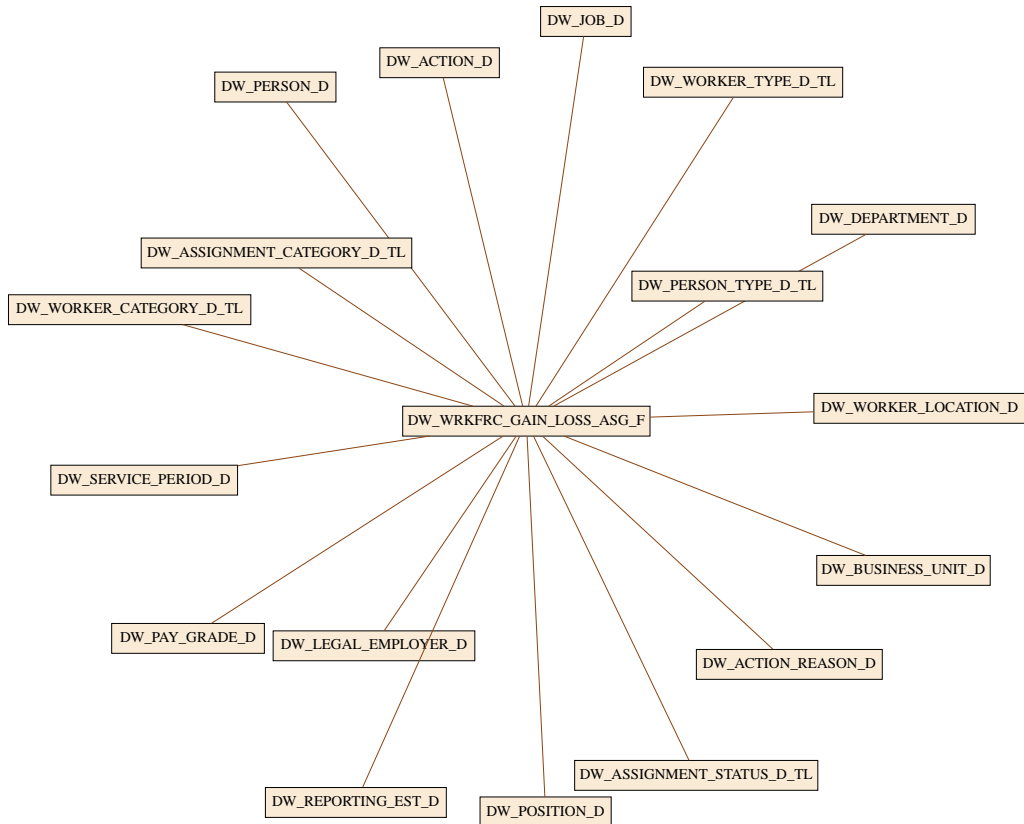 DW_JOB_D
DW_ACTION_D
DW_WORKER_TYPE_D_TL
DW_PERSON_D
DW_DEPARTMENT_D
DW_ASSIGNMENT_CATEGORY_D_TL
DW_PERSON_TYPE_D_TL
DW_WORKER_CATEGORY_D_TL
DW_WORKER_LOCATION_D
DW_WRKFRC_GAIN_LOSS_ASG_F
DW_SERVICE_PERIOD_D
DW_BUSINESS_UNIT_D
DW_PAY_GRADE_D
DW_LEGAL_EMPLOYER_D
DW_ACTION_REASON_D
DW_ASSIGNMENT_STATUS_D_TL
DW_REPORTING_EST_D
DW_POSITION_D